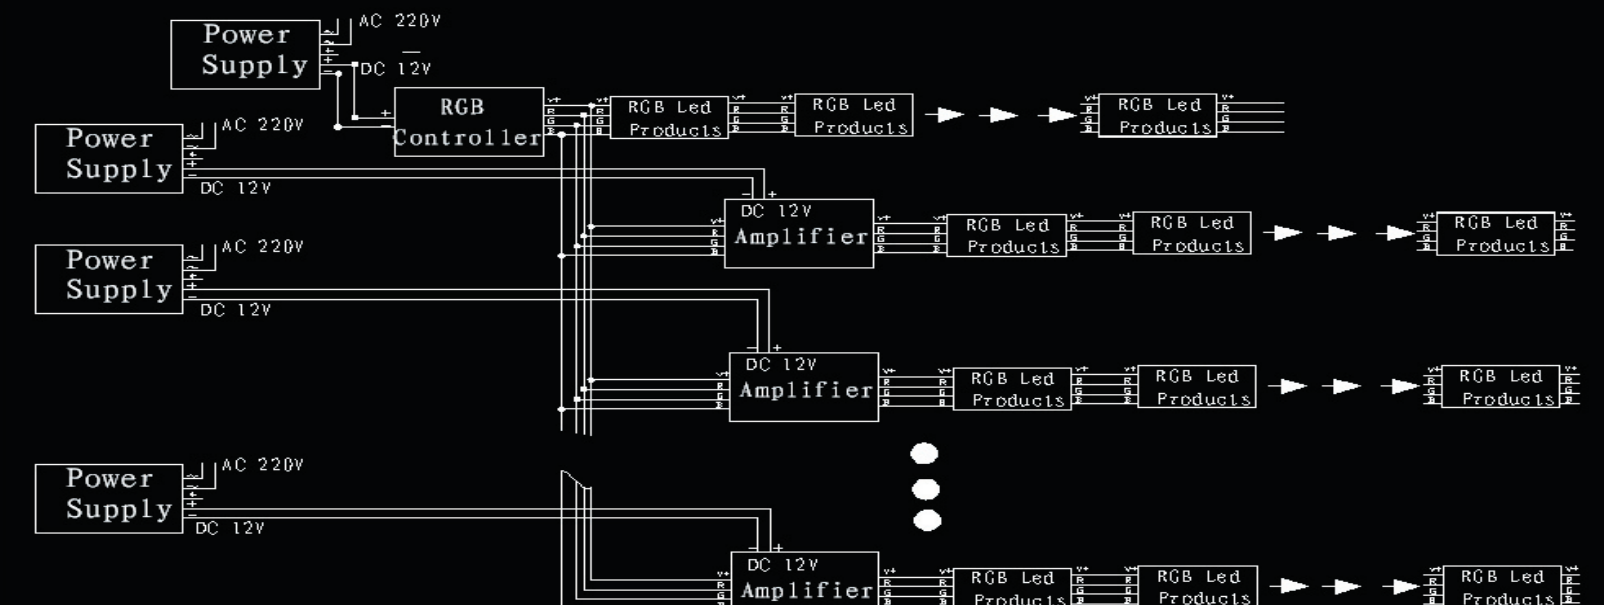 Power
Supply
AC 220V
DC 12V
RGB
Controller
+
−
V+
R
G
B
V+
R
G
B
RGB Led
Products
V+
R
G
B
V+
R
G
B
RGB Led
Products
V+
R
G
B
RGB Led
Products
V+
R
G
B
Power
Supply
AC 220V
DC 12V
− +
DC 12V
Amplifier
V+
R
G
B
V+
R
G
B
RGB Led
Products
V+
R
G
B
V+
R
G
B
RGB Led
Products
V+
R
G
B
RGB Led
Products
V+
R
G
B
Power
Supply
AC 220V
DC 12V
− +
DC 12V
Amplifier
V+
R
G
B
V+
R
G
B
RGB Led
Products
V+
R
G
B
V+
R
G
B
RGB Led
Products
V+
R
G
B
RGB Led
Products
V+
R
G
B
Power
Supply
AC 220V
DC 12V
− +
DC 12V
Amplifier
V+
R
G
V+
R
G
B
RGB Led
Products
V+
R
G
B
V+
R
G
B
RGB Led
Products
V+
R
G
B
RGB Led
Products
V+
R
G
B